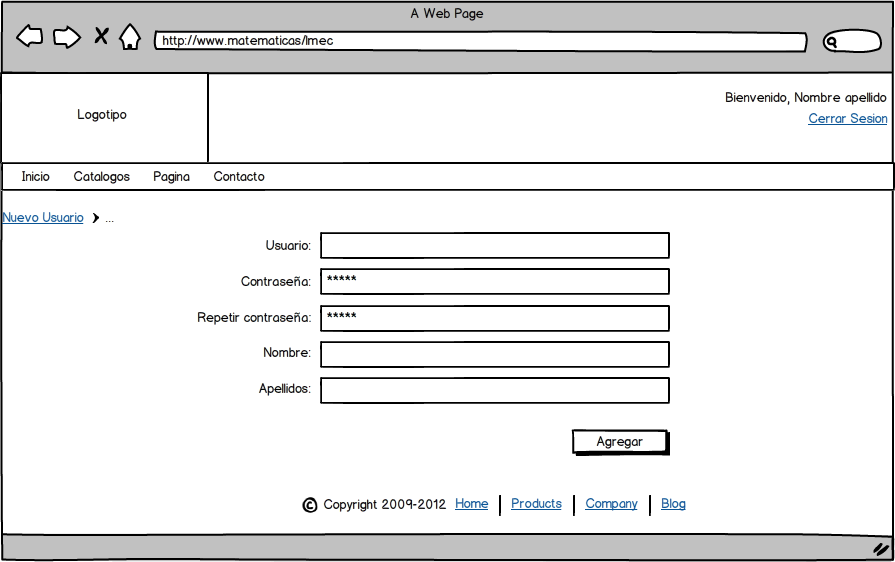 A Web Page
http://www.matematicas/lmec
Logotipo
Bienvenido, Nombre apellido
Cerrar Sesion
Inicio Catalogos Pagina Contacto
Nuevo Usuario > ...
Usuario:
Contraseña: *****
Repetir contraseña: *****
Nombre:
Apellidos:
Agregar
© Copyright 2009-2012 Home | Products | Company | Blog